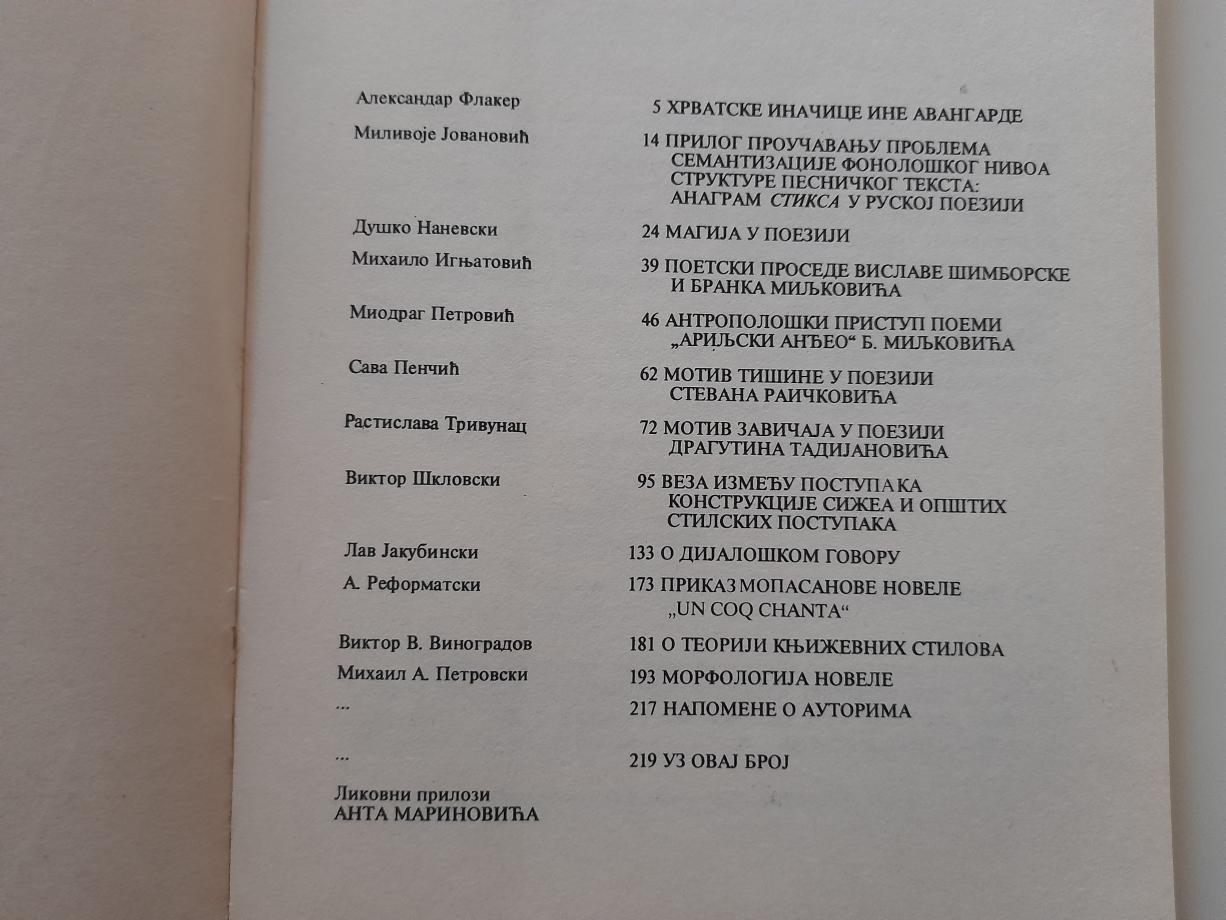 Александар Флакер 5 ХРВАТСКЕ ИНАЧИЦЕ ИНЕ АВАНГАРДЕ
Миливоје Јовановић 14 ПРИЛОГ ПРОУЧАВАЊУ ПРОБЛЕМА
СЕМАНТИЗАЦИЈЕ ФОНОЛОШКОГ НИВОА
СТРУКТУРЕ ПЕСНИЧКОГ ТЕКСТА:
АНАГРАМ СТИКСА У РУСКОЈ ПОЕЗИЈИ
Душко Наневски 24 МАГИЈА У ПОЕЗИЈИ
Михаило Игњатовић 39 ПОЕТСКИ ПРОСЕДЕ ВИСЛАВЕ ШИМБОРСКЕ
И БРАНКА МИЉКОВИЋА
Миодраг Петровић 46 АНТРОПОЛОШКИ ПРИСТУП ПОЕМИ
„АРИЉСКИ АНЂЕО“ Б. МИЉКОВИЋА
Сава Пенчић 62 МОТИВ ТИШИНЕ У ПОЕЗИЈИ
СТЕВАНА РАИЧКОВИЋА
Растислава Тривунац 72 МОТИВ ЗАВИЧАЈА У ПОЕЗИЈИ
ДРАГУТИНА ТАДИЈАНОВИЋА
Виктор Шкловски 95 ВЕЗА ИЗМЕЂУ ПОСТУПАКА
КОНСТРУКЦИЈЕ СИЖЕА И ОПШТИХ
СТИЛСКИХ ПОСТУПАКА
Лав Јакубински 133 О ДИЈАЛОШКОМ ГОВОРУ
А. Реформатски 173 ПРИКАЗ МОПАСАНОВЕ НОВЕЛЕ
„UN COQ CHANTA“
Виктор В. Виноградов 181 О ТЕОРИЈИ КЊИЖЕВНИХ СТИЛОВА
Михаил А. Петровски 193 МОРФОЛОГИЈА НОВЕЛЕ
... 217 НАПОМЕНЕ О АУТОРИМА
... 219 УЗ ОВАЈ БРОЈ
Ликовни прилози
АНТА МАРИНОВИЋА